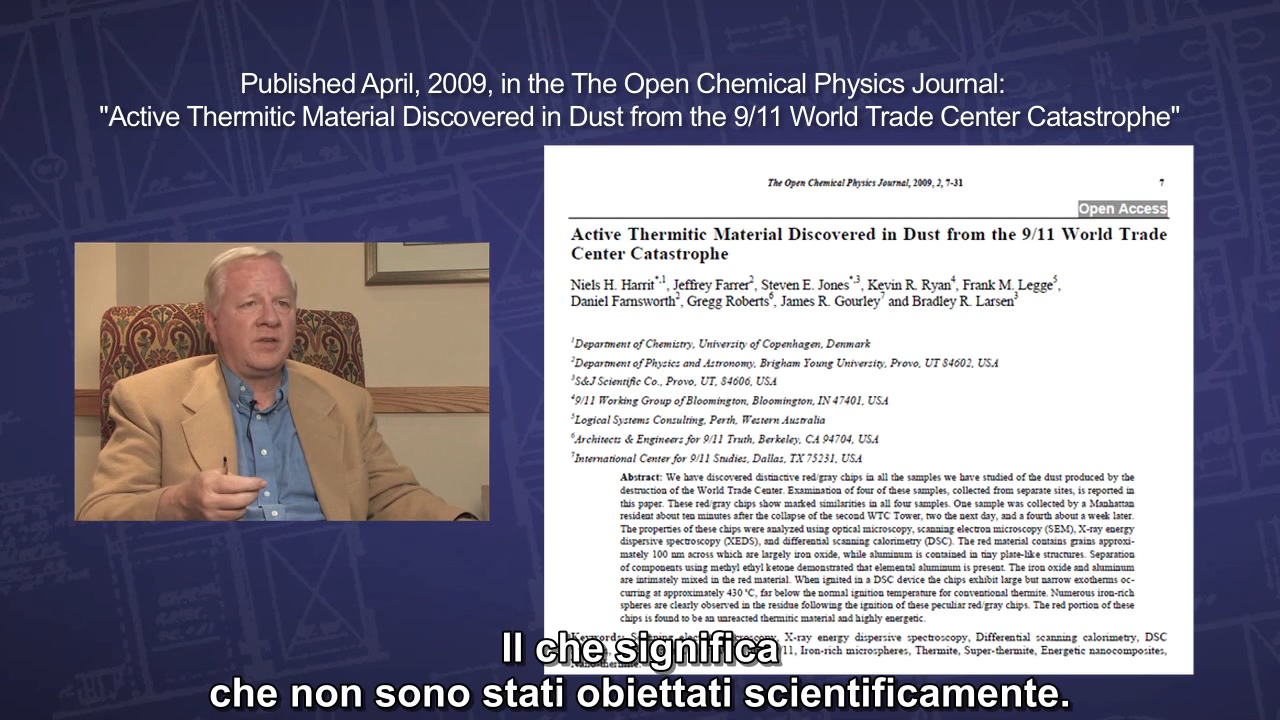 Published April, 2009, in the The Open Chemical Physics Journal:
"Active Thermitic Material Discovered in Dust from the 9/11 World Trade Center Catastrophe"
The Open Chemical Physics Journal, 2009, 2, 7-31
7
Open Access
Active Thermitic Material Discovered in Dust from the 9/11 World Trade
Center Catastrophe
Niels H. Harrit*,1, Jeffrey Farrer2, Steven E. Jones*,3, Kevin R. Ryan4, Frank M. Legge5,
Daniel Farnsworth2, Gregg Roberts6, James R. Gourley7 and Bradley R. Larsen3
1Department of Chemistry, University of Copenhagen, Denmark
2Department of Physics and Astronomy, Brigham Young University, Provo, UT 84602, USA
3S&J Scientific Co., Provo, UT, 84606, USA
49/11 Working Group of Bloomington, Bloomington, IN 47401, USA
5Logical Systems Consulting, Perth, Western Australia
6Architects & Engineers for 9/11 Truth, Berkeley, CA 94704, USA
7International Center for 9/11 Studies, Dallas, TX 75231, USA
Abstract: We have discovered distinctive red/gray chips in all the samples we have studied of the dust produced by the
destruction of the World Trade Center. Examination of four of these samples, collected from separate sites, is reported in
this paper. These red/gray chips show marked similarities in all four samples. One sample was collected by a Manhattan
resident about ten minutes after the collapse of the second WTC Tower, two the next day, and a fourth about a week later.
The properties of these chips were analyzed using optical microscopy, scanning electron microscopy (SEM), X-ray energy
dispersive spectroscopy (XEDS), and differential scanning calorimetry (DSC). The red material contains grains approxi-
mately 100 nm across which are largely iron oxide, while aluminum is contained in tiny plate-like structures. Separation
of components using methyl ethyl ketone demonstrated that elemental aluminum is present. The iron oxide and aluminum
are intimately mixed in the red material. When ignited in a DSC device the chips exhibit large but narrow exotherms oc-
curring at approximately 430 °C, far below the normal ignition temperature for conventional thermite. Numerous iron-rich
spheres are clearly observed in the residue following the ignition of these peculiar red/gray chips. The red portion of these
chips is found to be an unreacted thermitic material and highly energetic.
Keywords: Scanning electron microscopy, X-ray energy dispersive spectroscopy, Differential scanning calorimetry, DSC
9/11, Iron-rich microspheres, Thermite, Super-thermite, Energetic nanocomposites,
Il che significa
che non sono stati obiettati scientificamente.